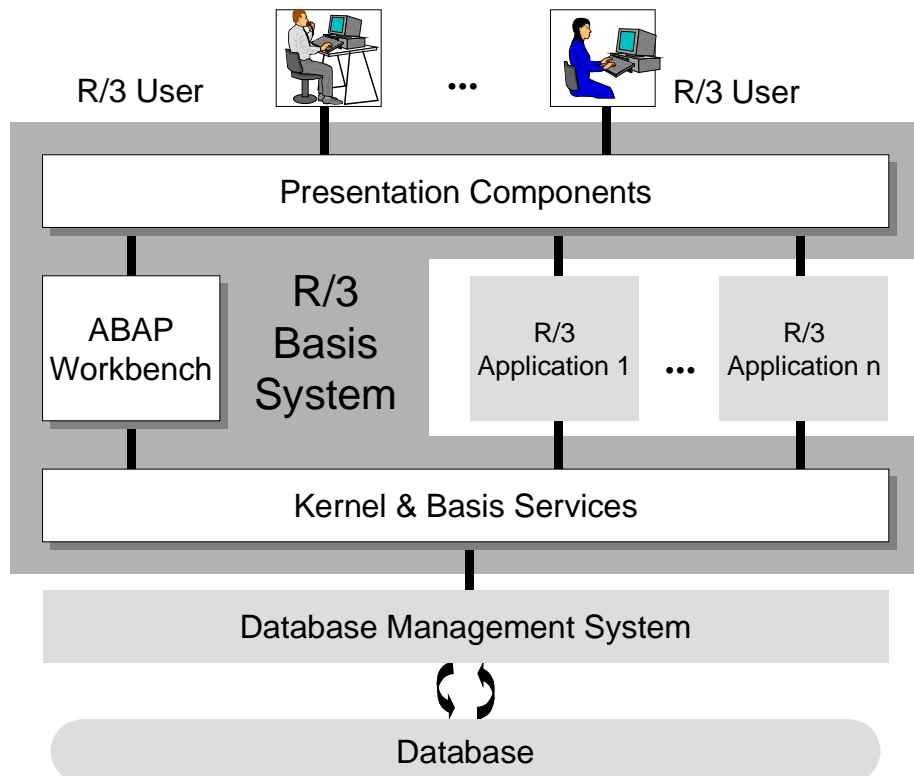 R/3 User
...
R/3 User
Presentation Components
ABAP
Workbench
R/3
Basis
System
R/3
Application 1
...
R/3
Application n
Kernel & Basis Services
Database Management System
Database